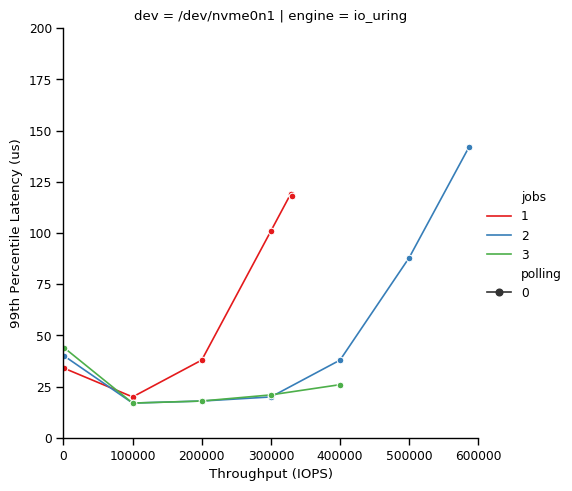 dev = /dev/nvme0n1 | engine = io_uring
200
175
150
125
100
75
50
25
0
99th Percentile Latency (us)
0 100000 200000 300000 400000 500000 600000
Throughput (IOPS)
jobs
1
2
3
polling
0